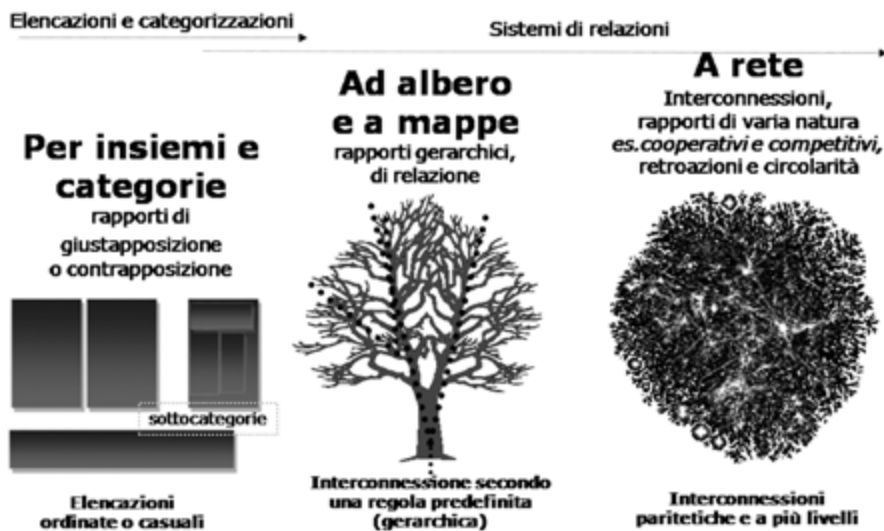 Elencazioni e categorizzazioni
Sistemi di relazioni
Per insiemi e
categorie
rapporti di
giustapposizione
o contrapposizione
sottocategorie
Elencazioni
ordinate o casuali
Ad albero
e a mappe
rapporti gerarchici,
di relazione
Interconnessione secondo
una regola predefinita
(gerarchica)
A rete
Interconnessioni,
rapporti di varia natura
es.cooperativi e competitivi,
retroazioni e circolarità
Interconnessioni
paritetiche e a più livelli